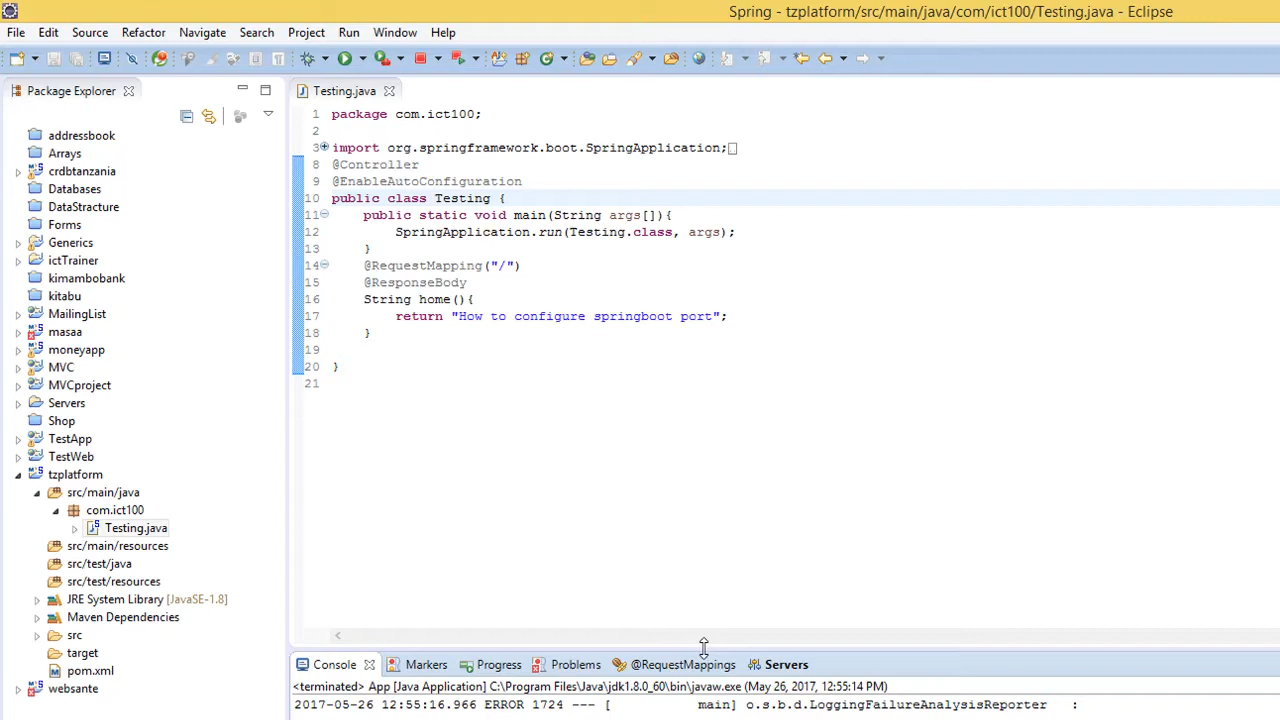 Spring - tzplatform/src/main/java/com/ict100/Testing.java - Eclipse
File Edit Source Refactor Navigate Search Project Run Window Help
Package Explorer
addressbook
Arrays
crdbtanzania
Databases
DataStracture
Forms
Generics
ictTrainer
kimambobank
kitabu
MailingList
masaa
moneyapp
MVC
MVCproject
Servers
Shop
TestApp
TestWeb
tzplatform
src/main/java
com.ict100
Testing.java
src/main/resources
src/test/java
src/test/resources
JRE System Library [JavaSE-1.8]
Maven Dependencies
src
target
pom.xml
websante
Testing.java
1 package com.ict100;
2
3 import org.springframework.boot.SpringApplication;
8 @Controller
9 @EnableAutoConfiguration
10 public class Testing {
11 public static void main(String args[]){
12 SpringApplication.run(Testing.class, args);
13 }
14 @RequestMapping("/")
15 @ResponseBody
16 String home(){
17 return "How to configure springboot port";
18 }
19
20 }
21
Console Markers Progress Problems @RequestMappings Servers
<terminated> App [Java Application] C:\Program Files\Java\jdk1.8.0_60\bin\javaw.exe (May 26, 2017, 12:55:14 PM)
2017-05-26 12:55:16.966 ERROR 1724 --- [ main] o.s.b.d.LoggingFailureAnalysisReporter :